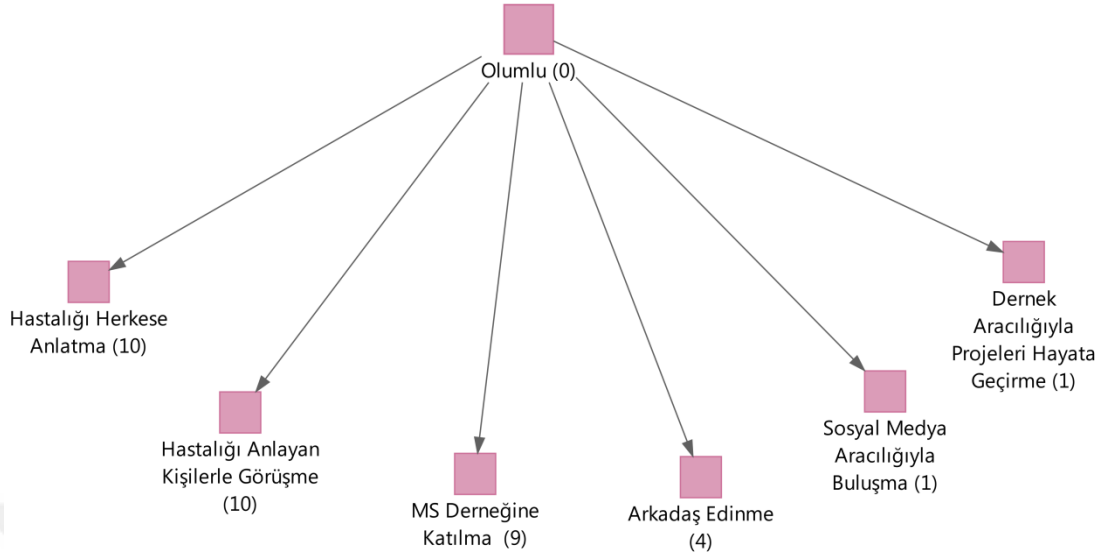 Olumlu (0)
Hastalığı Herkese
Anlatma (10)
Hastalığı Anlayan
Kişilerle Görüşme
(10)
MS Derneğine
Katılma (9)
Arkadaş Edinme
(4)
Sosyal Medya
Aracılığıyla
Buluşma (1)
Dernek
Aracılığıyla
Projeleri Hayata
Geçirme (1)